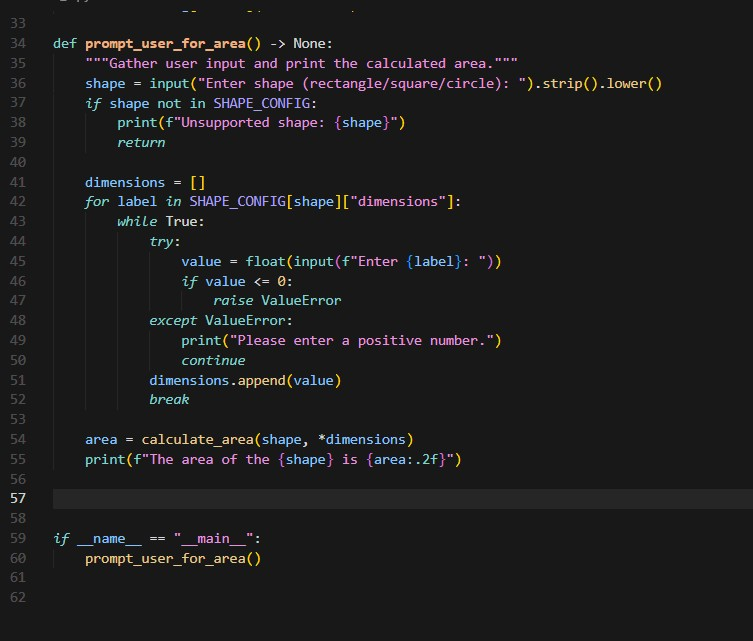 33
34 def prompt_user_for_area() -> None:
35     """Gather user input and print the calculated area."""
36     shape = input("Enter shape (rectangle/square/circle): ").strip().lower()
37     if shape not in SHAPE_CONFIG:
38         print(f"Unsupported shape: {shape}")
39         return
40
41     dimensions = []
42     for label in SHAPE_CONFIG[shape]["dimensions"]:
43         while True:
44             try:
45                 value = float(input(f"Enter {label}: "))
46                 if value <= 0:
47                     raise ValueError
48             except ValueError:
49                 print("Please enter a positive number.")
50                 continue
51             dimensions.append(value)
52             break
53
54     area = calculate_area(shape, *dimensions)
55     print(f"The area of the {shape} is {area:.2f}")
56
57
58
59 if __name__ == "__main__":
60     prompt_user_for_area()
61
62